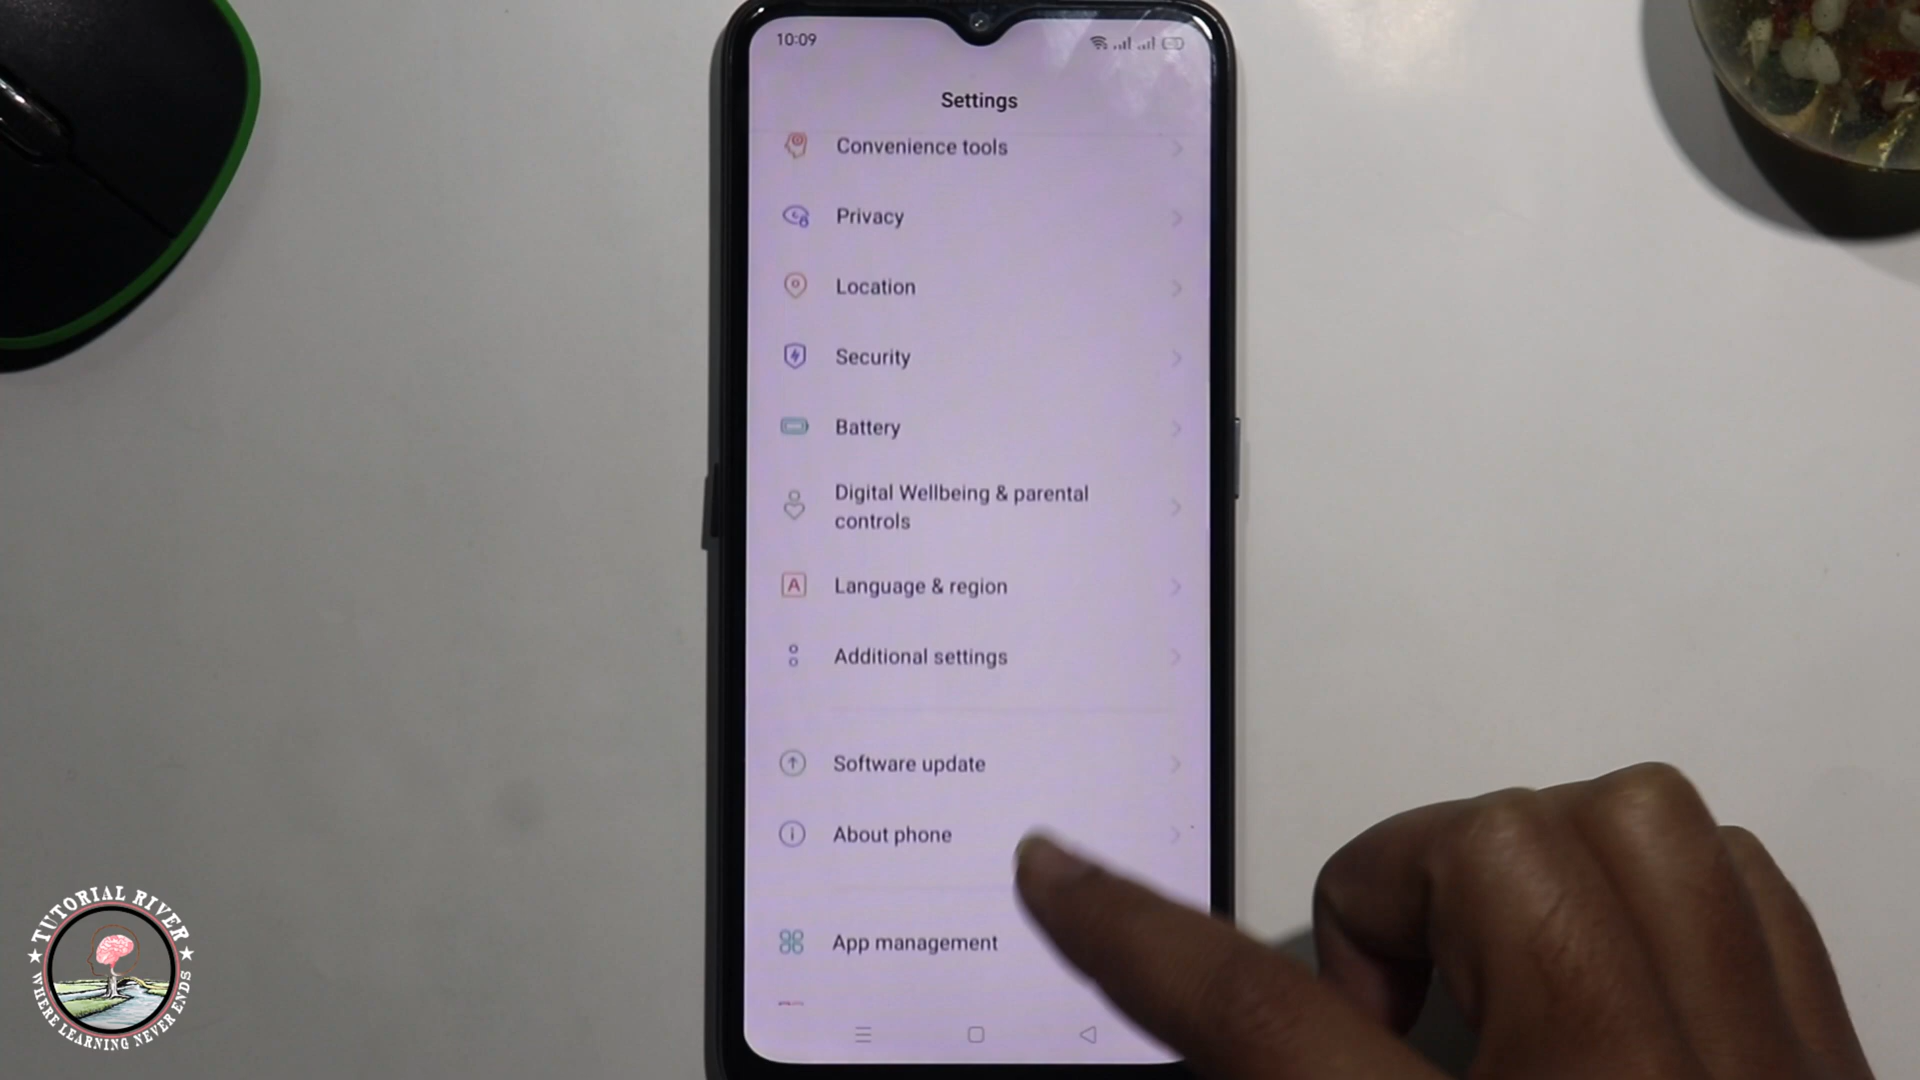 10:09
Settings
Convenience tools
Privacy
Location
Security
Battery
Digital Wellbeing & parental
controls
Language & region
Additional settings
Software update
About phone
App management
TUTORIAL RIVER
WHERE LEARNING NEVER ENDS